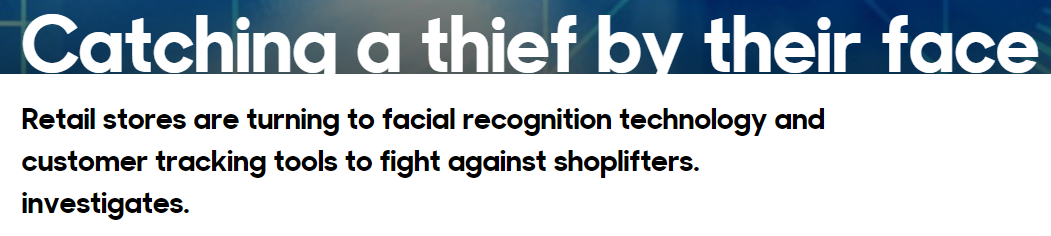 Catching a thief by their face
Retail stores are turning to facial recognition technology and
customer tracking tools to fight against shoplifters.
investigates.